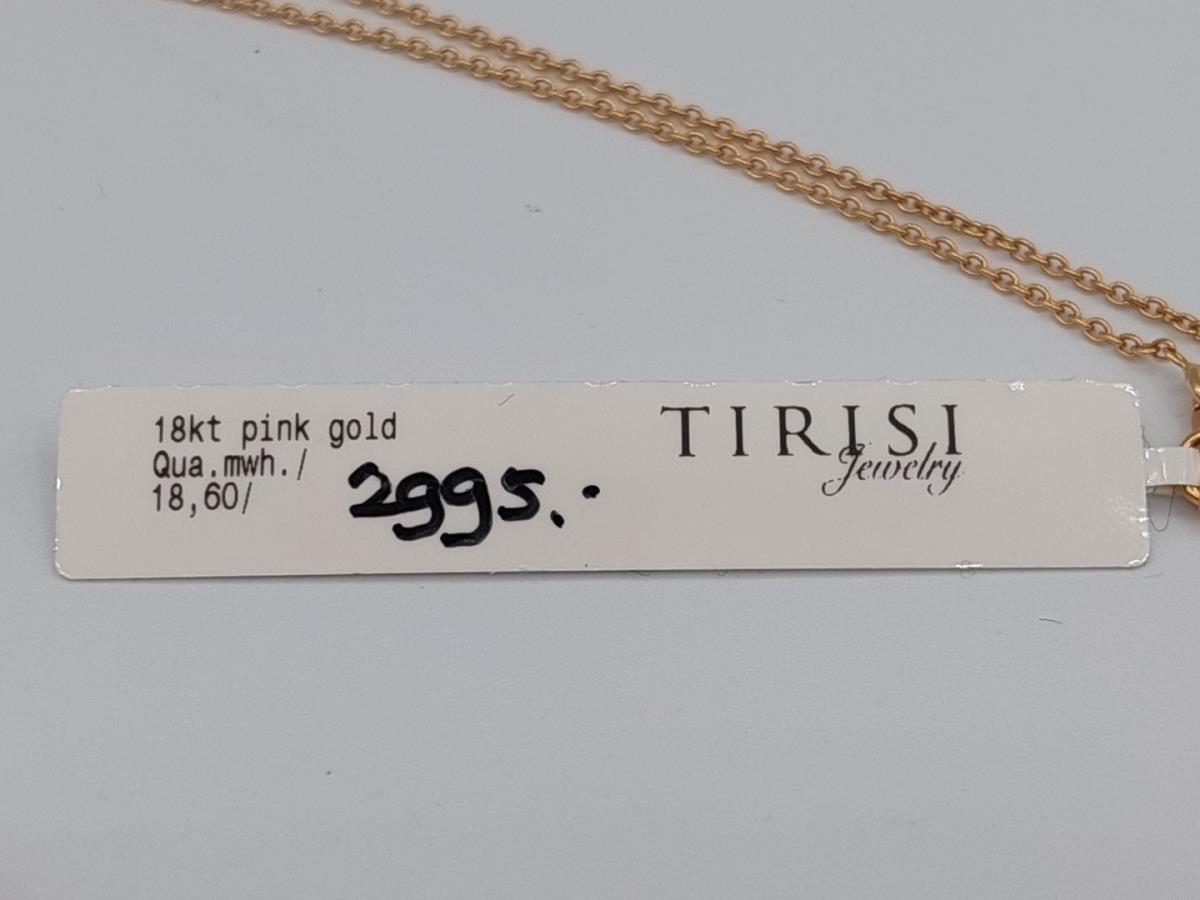 18kt pink gold
Qua.mwh./
18,60/
2995.-
TIRISI
Jewelry